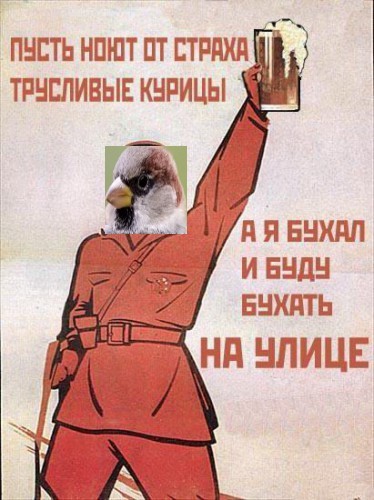 ПУСТЬ НОЮТ ОТ СТРАХА
ТРУСЛИВЫЕ КУРИЦЫ
А Я БУХАЛ
И БУДУ
БУХАТЬ
НА УЛИЦЕ